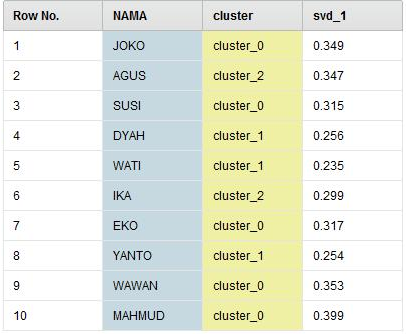 Row No. NAMA cluster svd_1
1 JOKO cluster_0 0.349
2 AGUS cluster_2 0.347
3 SUSI cluster_0 0.315
4 DYAH cluster_1 0.256
5 WATI cluster_1 0.235
6 IKA cluster_2 0.299
7 EKO cluster_0 0.317
8 YANTO cluster_1 0.254
9 WAWAN cluster_0 0.353
10 MAHMUD cluster_0 0.399